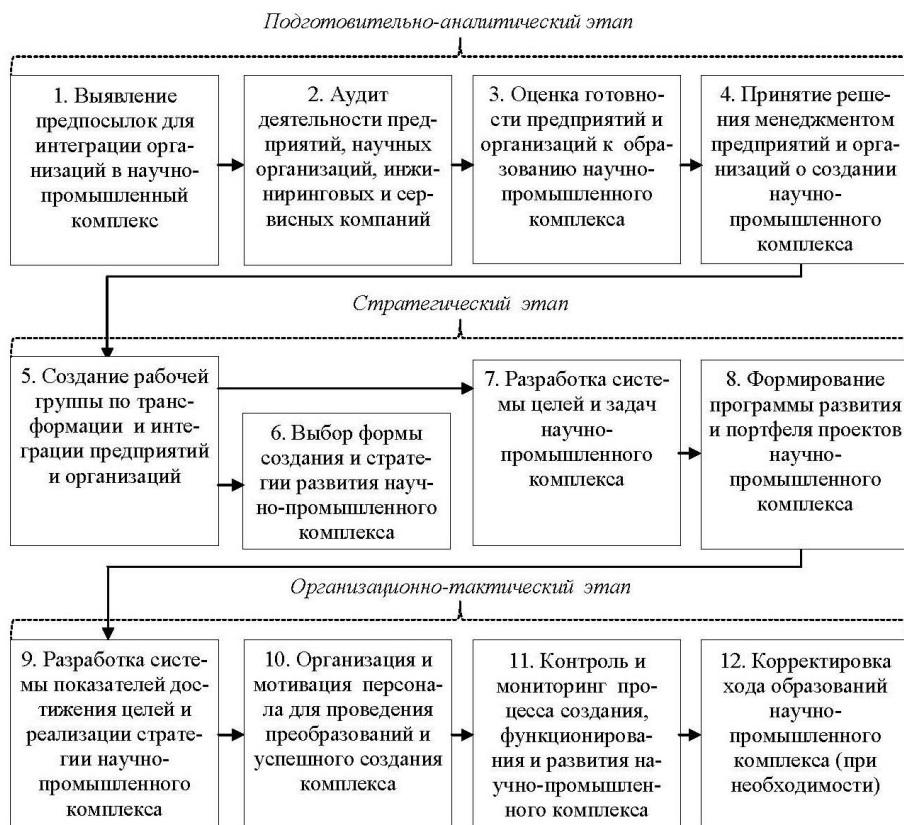 Подготовительно-аналитический этап
1. Выявление
предпосылок для
интеграции орга-
низаций в научно-
промышленный
комплекс
2. Аудит
деятельности пред-
приятий, научных
организаций, инжи-
ниринговых и сер-
висных компаний
3. Оценка готовно-
сти предприятий и
организаций к образованию научно-
промышленного
комплекса
4. Принятие реше-
ния менеджментом
предприятий и орга-
низаций о создании
научно-
промышленного
комплекса
Стратегический этап
5. Создание рабочей
группы по транс-
формации и ин-
теграции предприятий
и организаций
6. Выбор формы
создания и стра-
тегии развития науч-
но-промышленного
комплекса
7. Разработка систе-
мы целей и задач
научно-
промышленного
комплекса
8. Формирование
программы развития
и портфеля проектов
научно-
промышленного
комплекса
Организационно-тактический этап
9. Разработка систе-
мы показателей дос-
тижения целей и
реализации страте-
гии научно-
промышленного
комплекса
10. Организация и
мотивация персона-
ла для проведения
преобразований и
успешного создания
комплекса
11. Контроль и
мониторинг про-
цесса создания,
функционирова-
ния и развития на-
учно-промышлен-
ного комплекса
12. Корректировка
хода образований
научно-
промышленного
комплекса (при
необходимости)